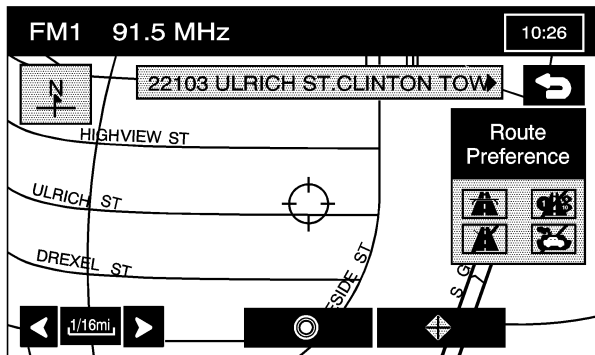 FM1 91.5 MHz 10:26
N
22103 ULRICH ST.CLINTON TOW
Route
Preference
HIGHVIEW ST
ULRICH ST
DREXEL ST
ESIDE ST
S G
1/16mi